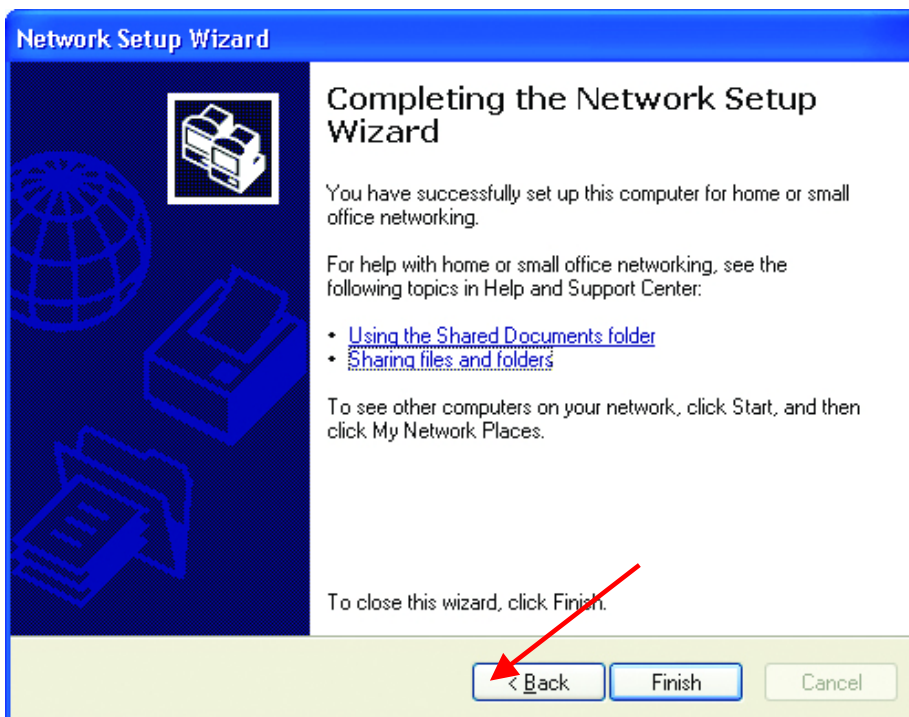 Network Setup Wizard
Completing the Network Setup
Wizard
You have successfully set up this computer for home or small
office networking.
For help with home or small office networking, see the
following topics in Help and Support Center:
• Using the Shared Documents folder
• Sharing files and folders
To see other computers on your network, click Start, and then
click My Network Places.
To close this wizard, click Finish.
< Back Finish Cancel